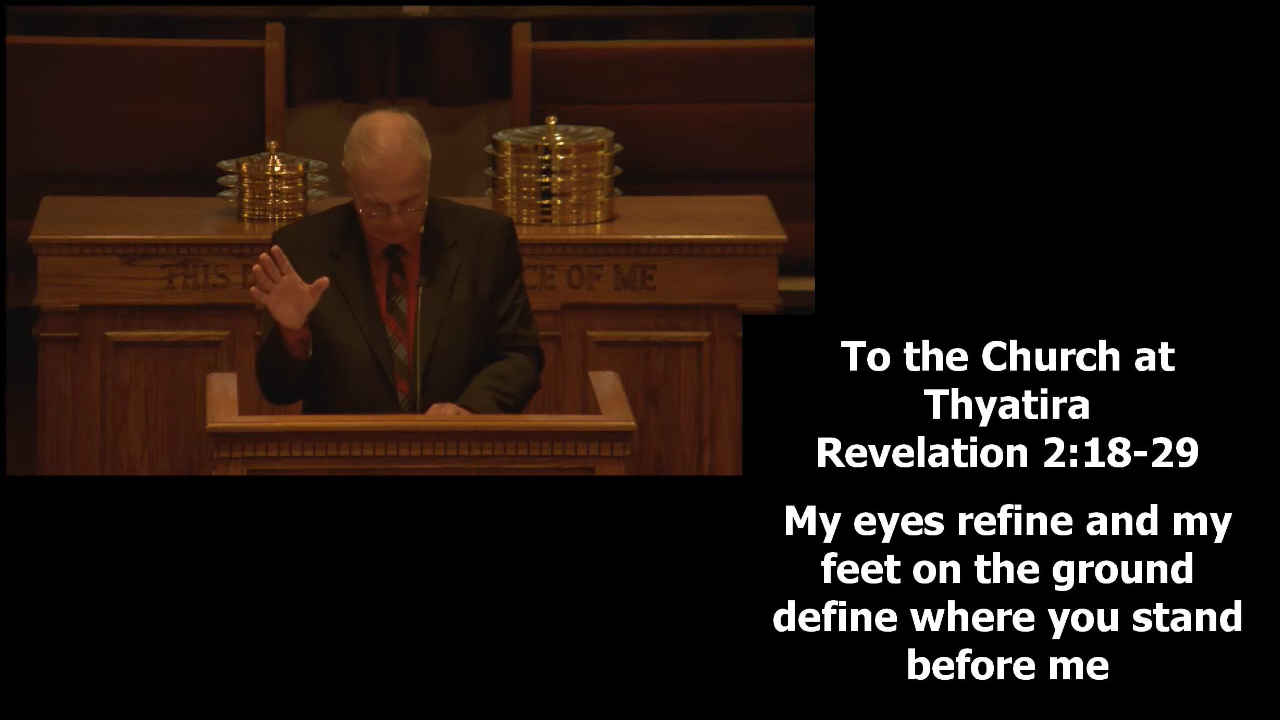 THIS CE OF ME
To the Church at
Thyatira
Revelation 2:18-29
My eyes refine and my
feet on the ground
define where you stand
before me